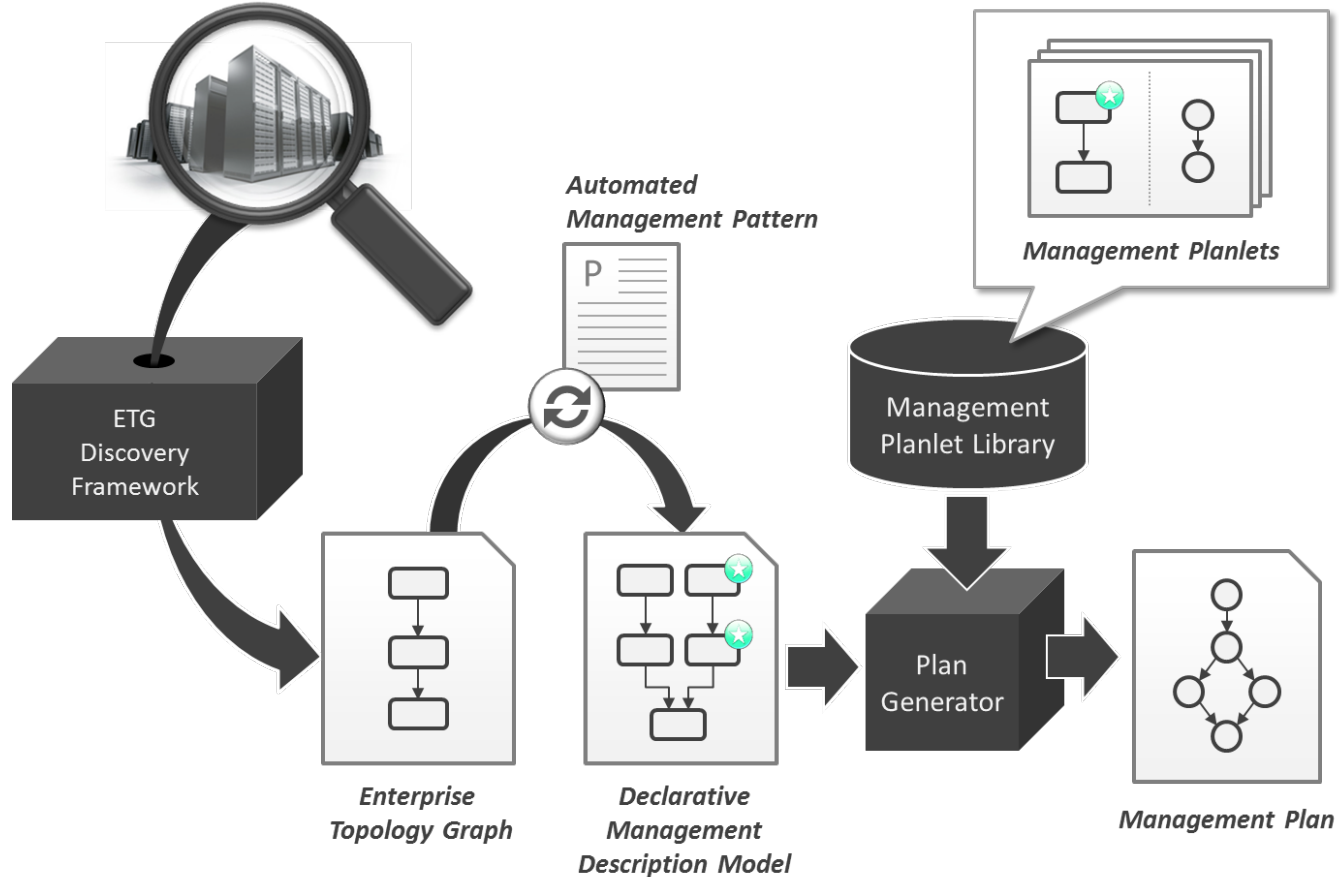 Automated
Management Pattern
P
Management Planlets
ETG
Discovery
Framework
Management
Planlet Library
Plan
Generator
Enterprise
Topology Graph
Declarative
Management
Description Model
Management Plan